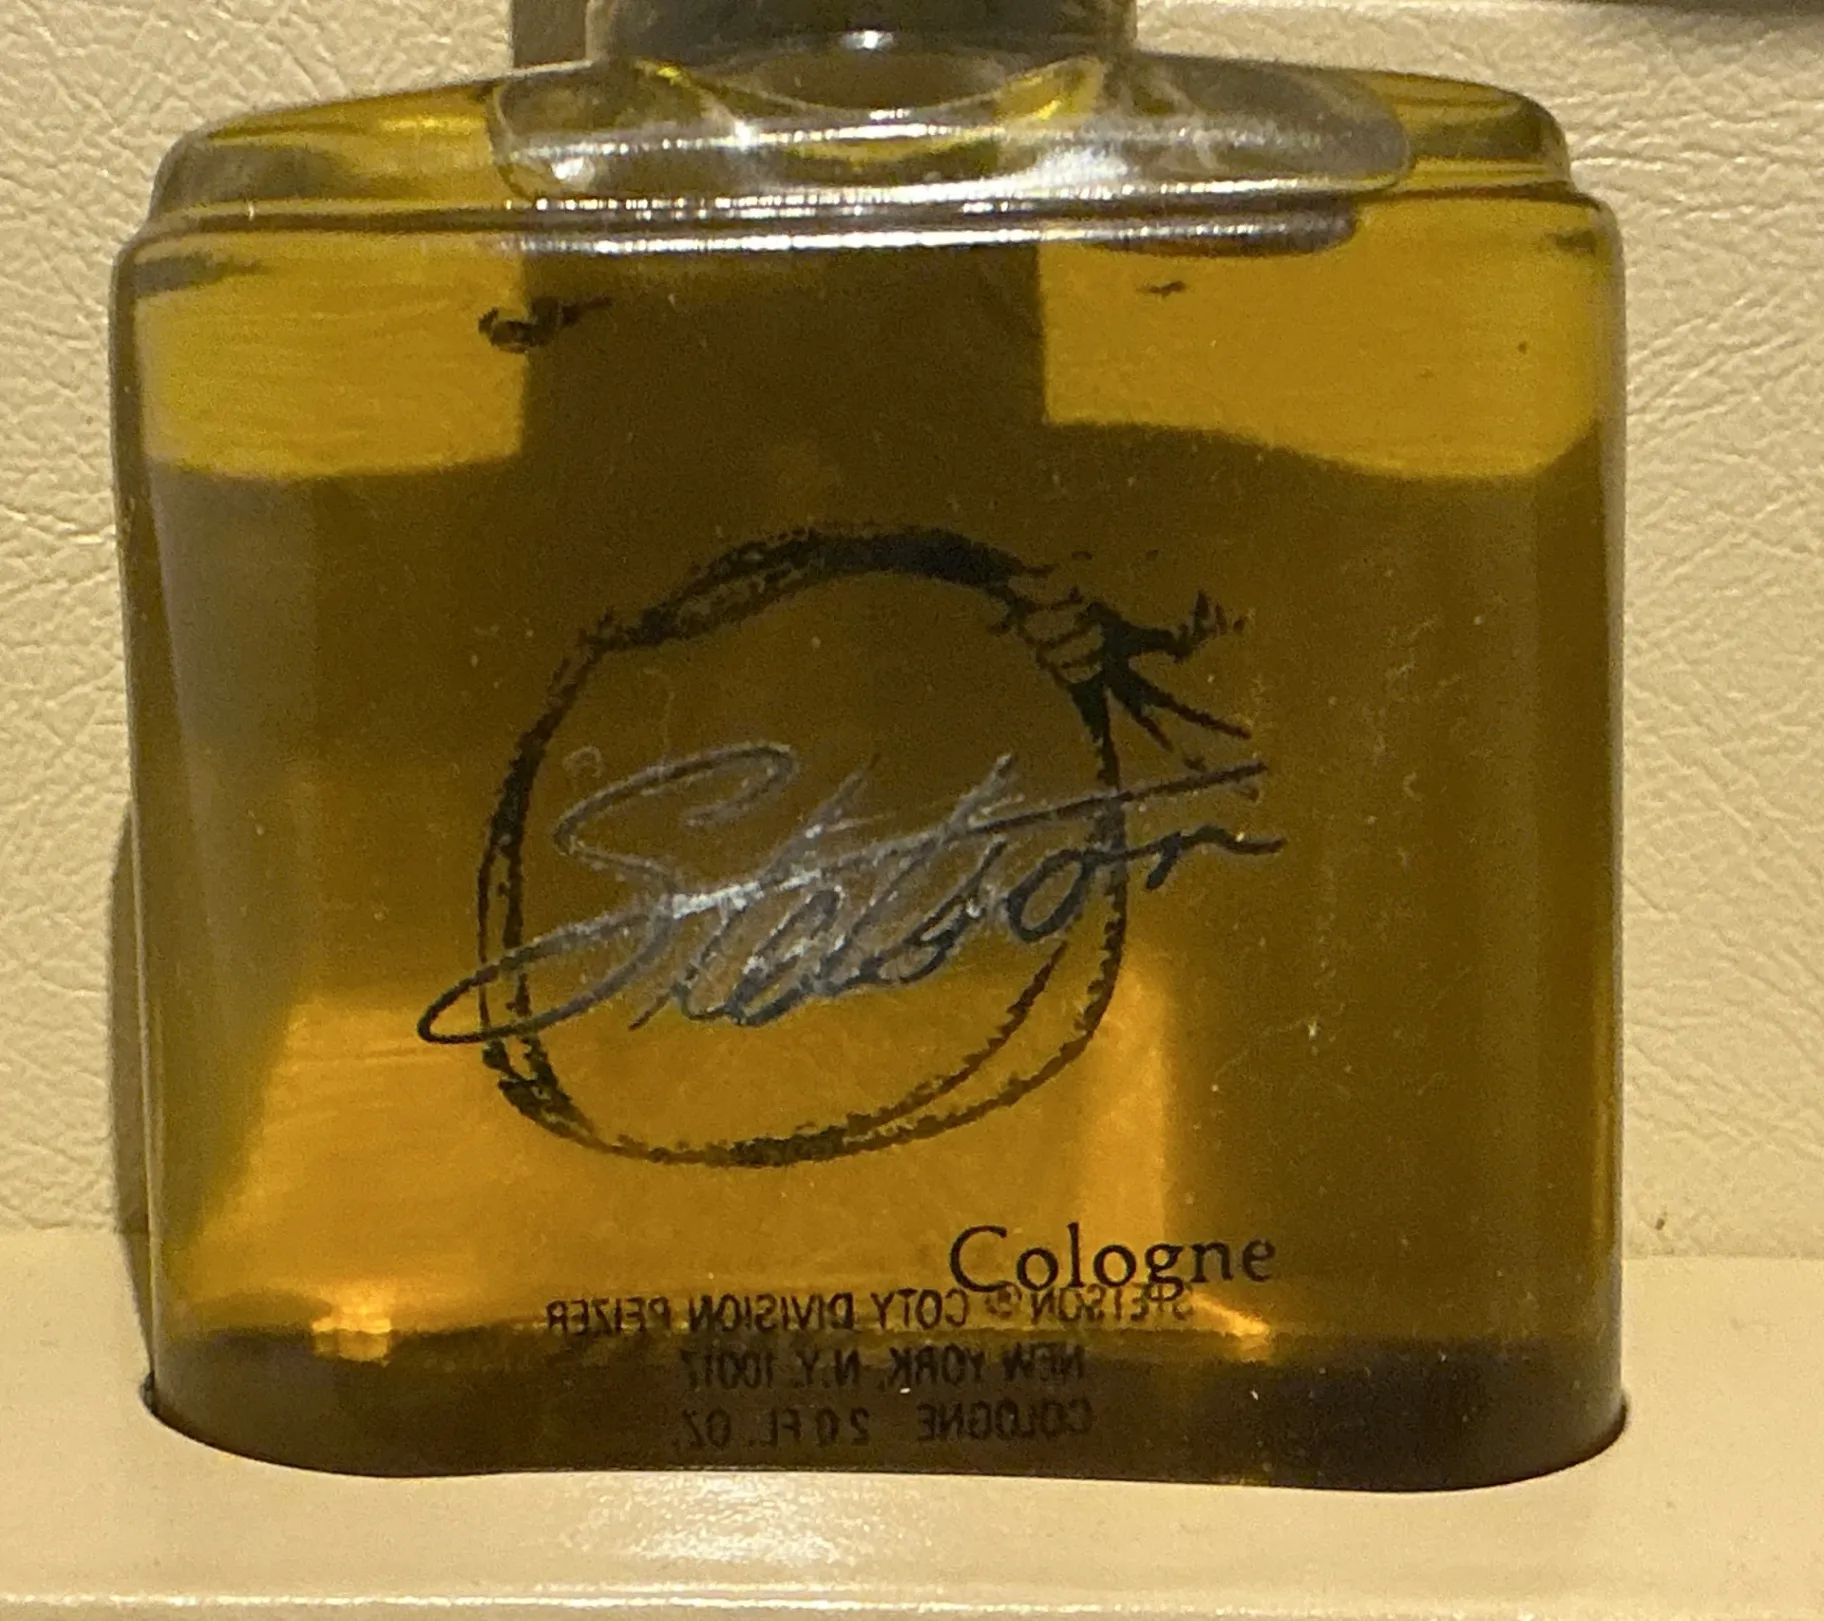 Stetson
Cologne
STETSON ® COTY DIVISION PFIZER
NEW YORK, N.Y. 10017
COLOGNE 2.0 FL. OZ.